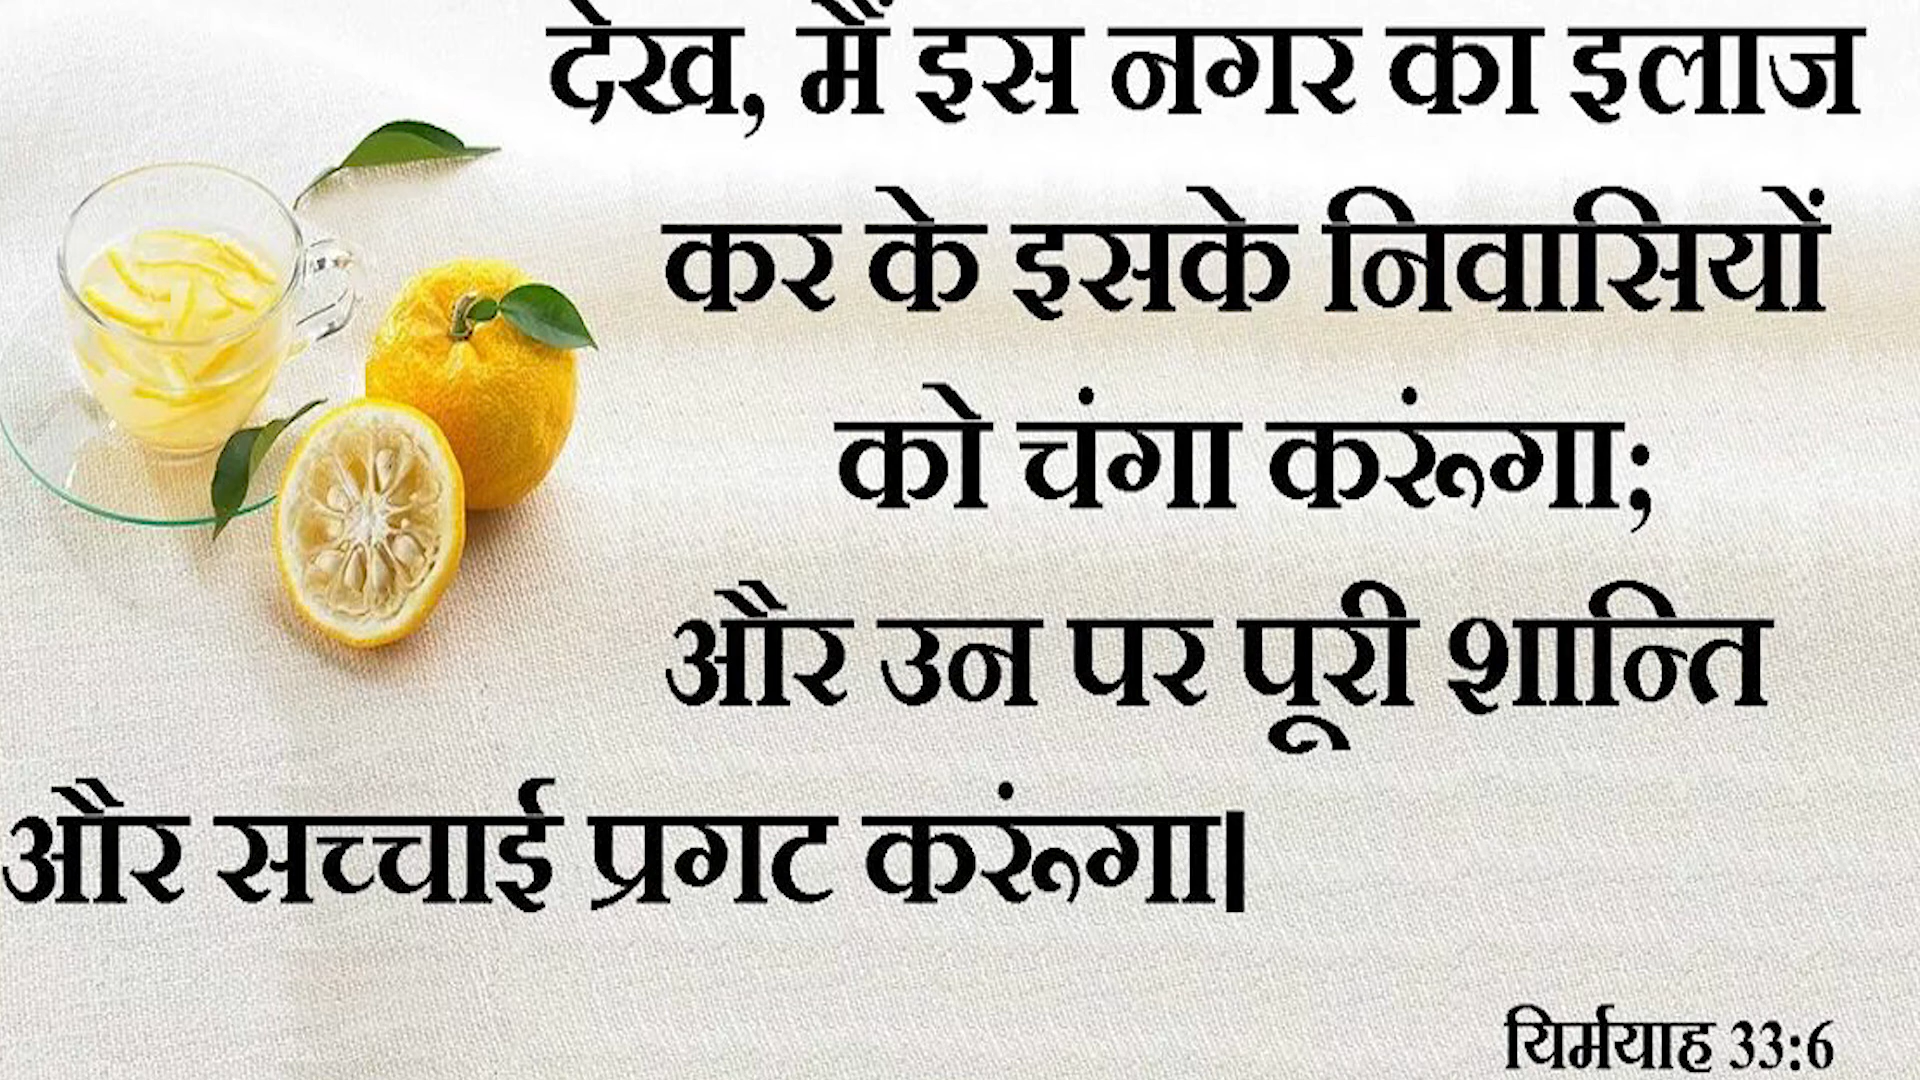 देख, मैं इस नगर का इलाज
कर के इसके निवासियों
को चंगा करूंगा;
और उन पर पूरी शान्ति
और सच्चाई प्रगट करूंगा|
यिर्मयाह 33:6